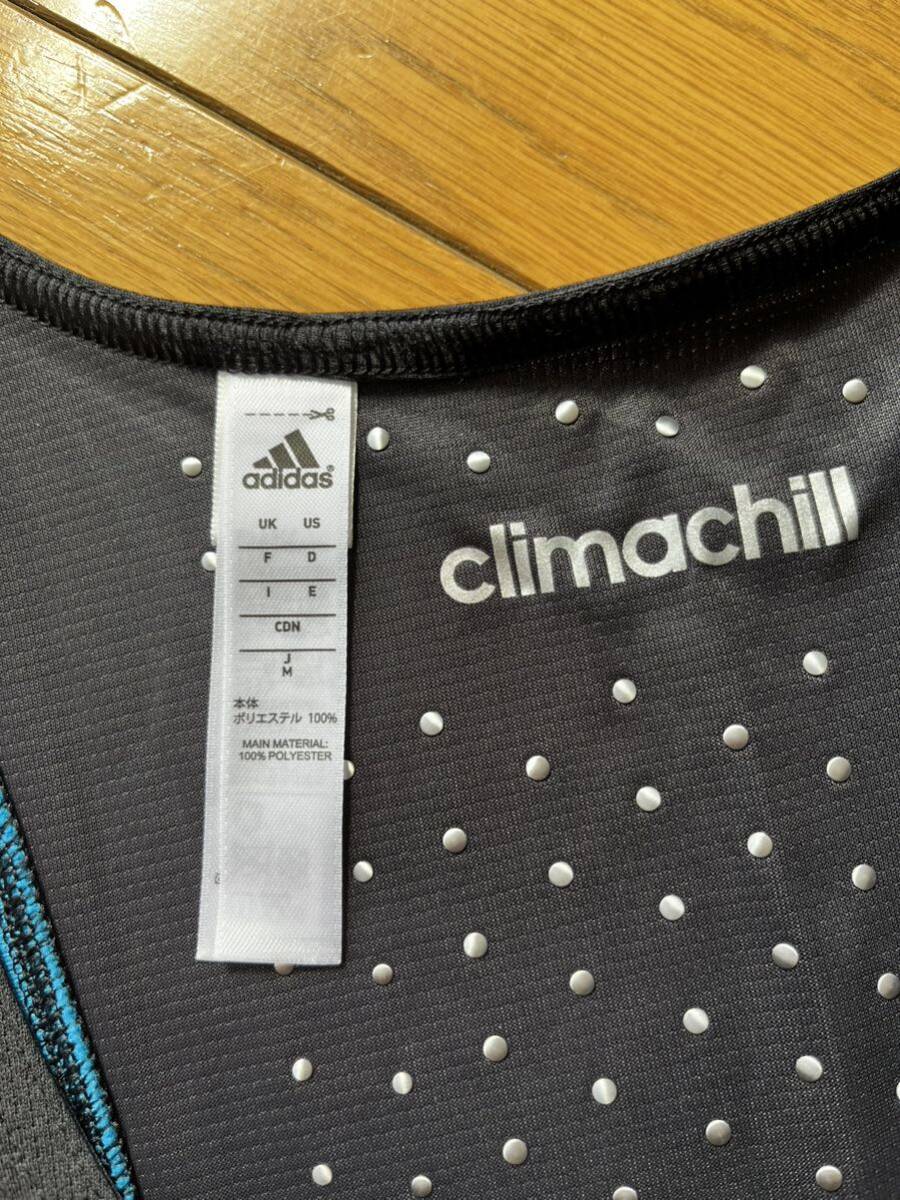 adidas
UK US
F D
I E
CDN
J
M
本体
ポリエステル 100%
MAIN MATERIAL:
100% POLYESTER
climachill